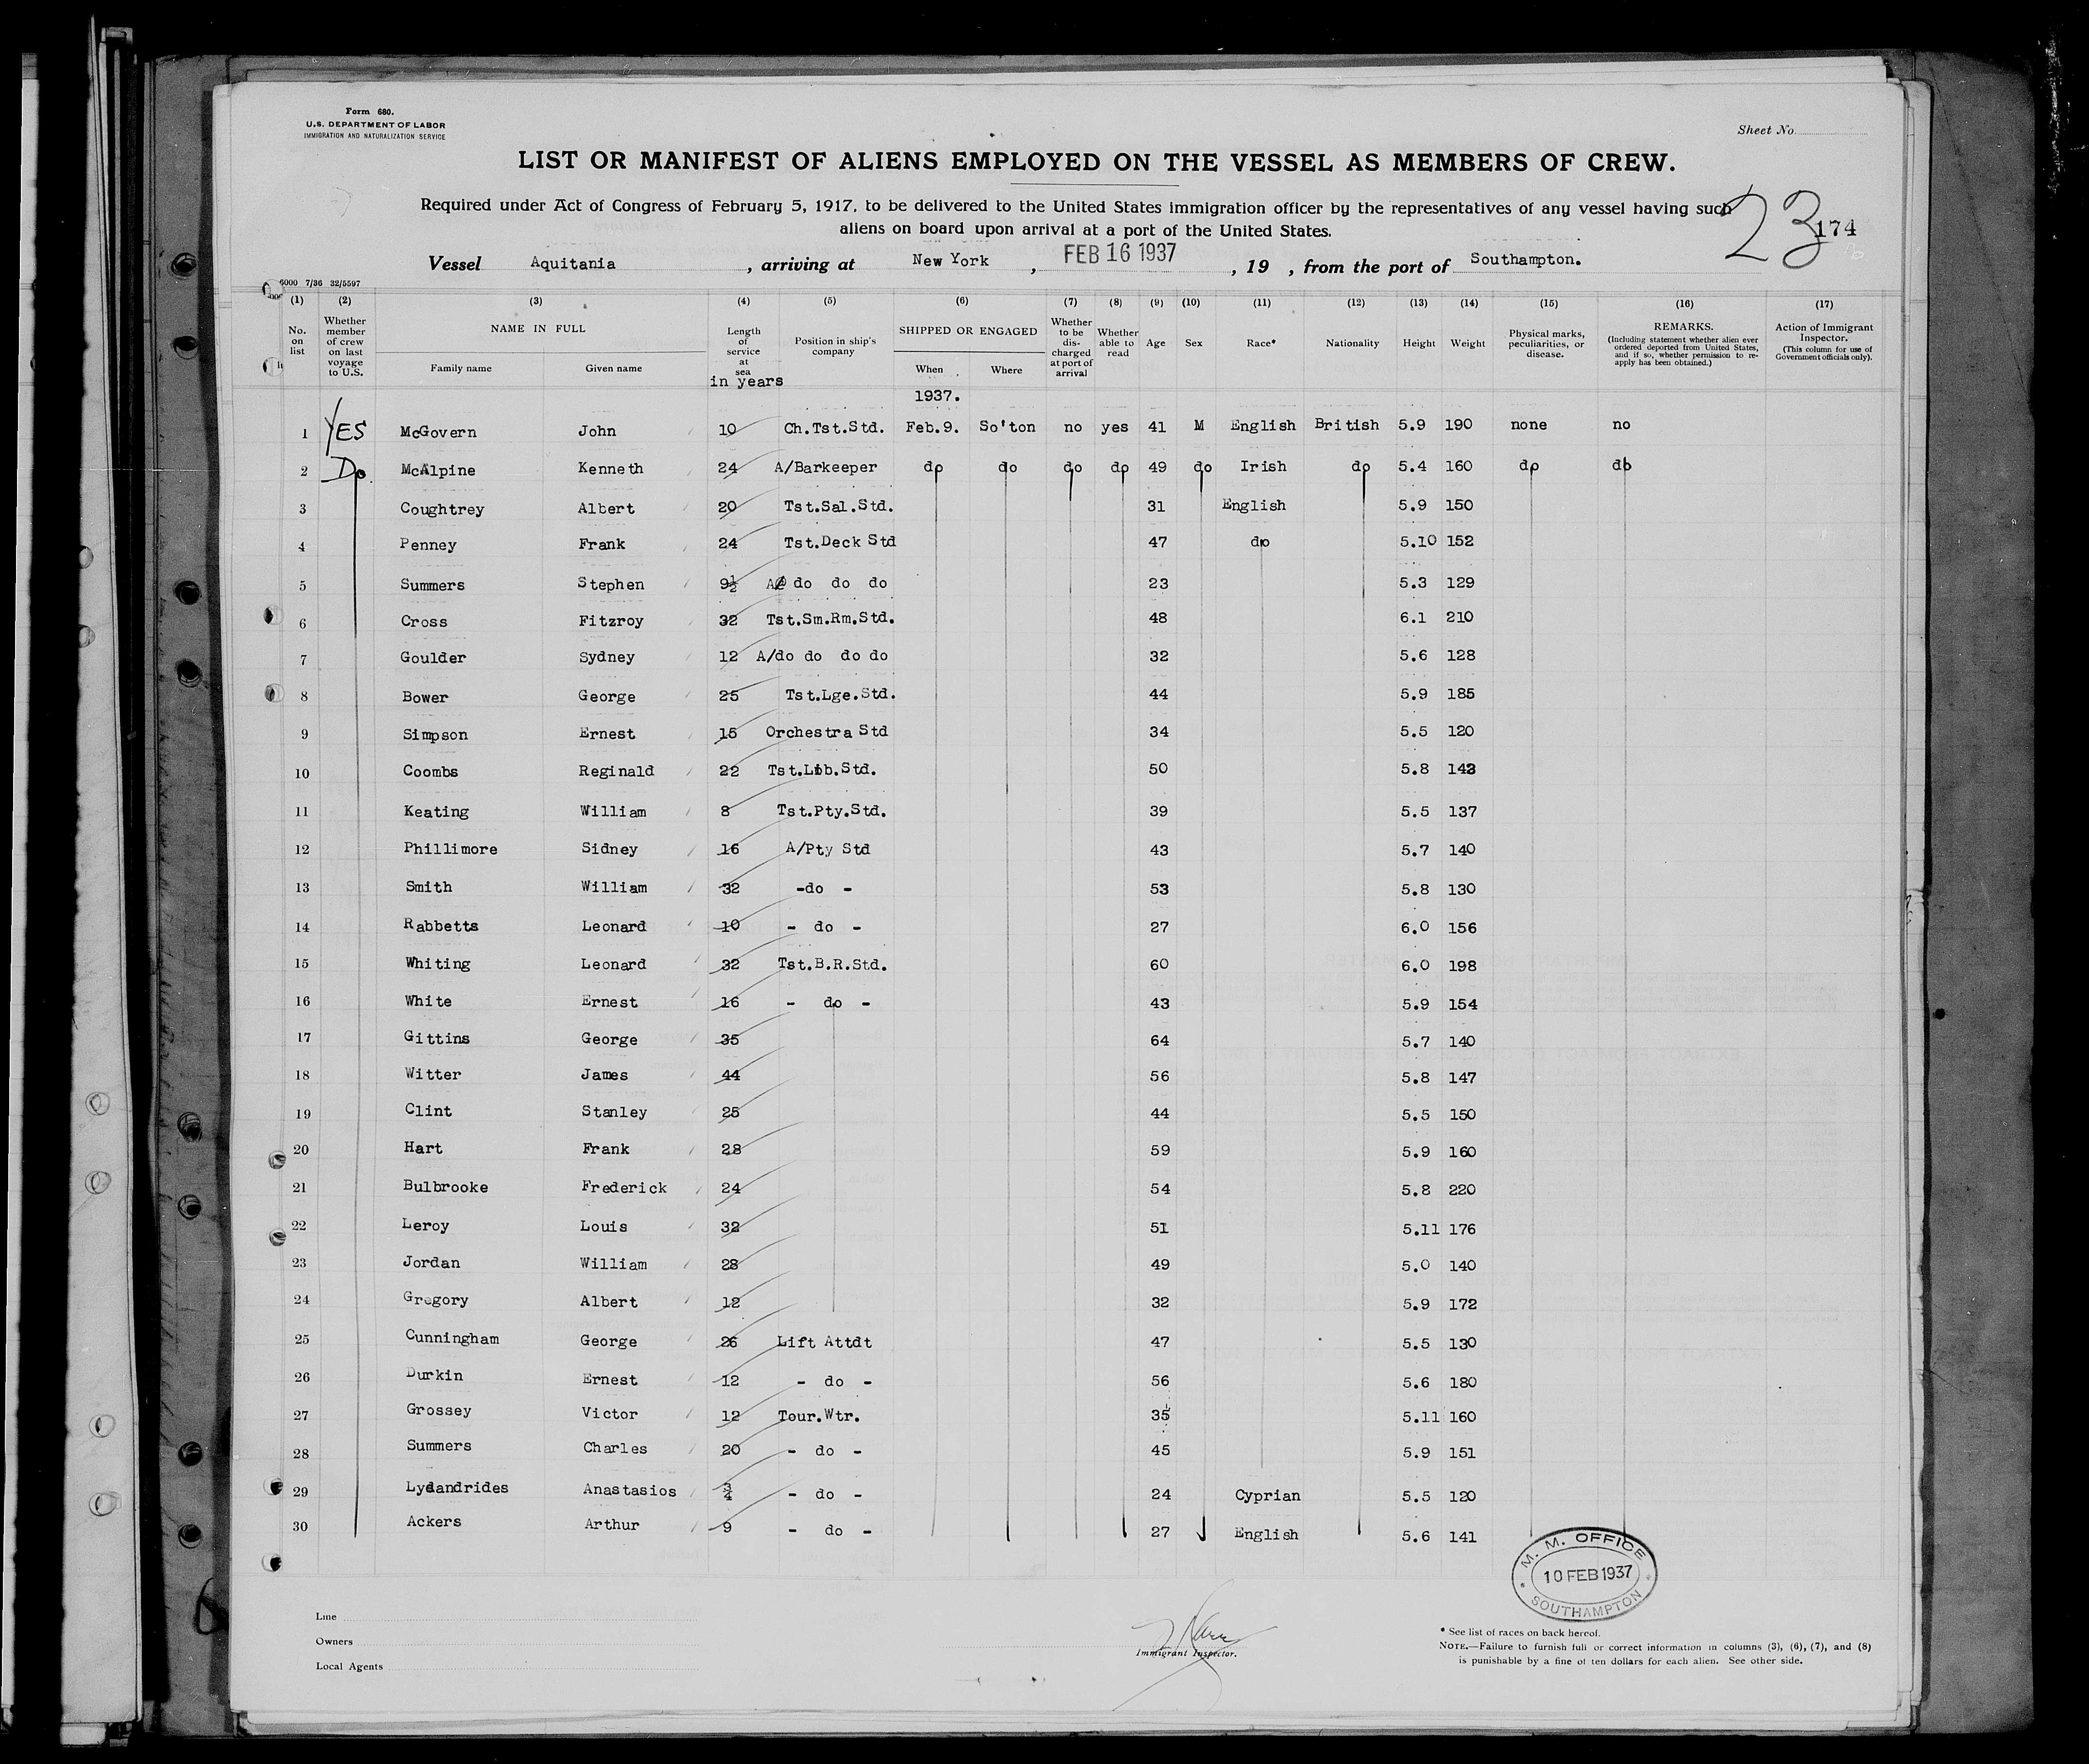 Form 680.
U.S. DEPARTMENT OF LABOR
IMMIGRATION AND NATURALIZATION SERVICE
Sheet No.
LIST OR MANIFEST OF ALIENS EMPLOYED ON THE VESSEL AS MEMBERS OF CREW.
Required under Act of Congress of February 5, 1917, to be delivered to the United States immigration officer by the representatives of any vessel having such
aliens on board upon arrival at a port of the United States.
23 174
Vessel Aquitania , arriving at New York , FEB 16 1937 , 19 , from the port of Southampton.
6000 7/36 32/5597
(1) (2) (3) (4) (5) (6) (7) (8) (9) (10) (11) (12) (13) (14) (15) (16) (17)
No. on list
Whether member of crew on last voyage to U.S.
NAME IN FULL
Family name Given name
Length of service at sea
in years
Position in ship's company
SHIPPED OR ENGAGED
When Where
Whether to be discharged at port of arrival
Whether able to read
Age
Sex
Race*
Nationality
Height
Weight
Physical marks, peculiarities, or disease.
REMARKS.
(Including statement whether alien ever ordered deported from United States, and if so, whether permission to re-apply has been obtained.)
Action of Immigrant Inspector.
(This column for use of Government officials only).
1937.
1 YES McGovern John 10 Ch.Tst.Std. Feb.9. So'ton no yes 41 M English British 5.9 190 none no
2 Do McAlpine Kenneth 24 A/Barkeeper do do do do 49 do Irish do 5.4 160 do do
3 Coughtrey Albert 20 Tst.Sal.Std. 31 English 5.9 150
4 Penney Frank 24 Tst.Deck Std 47 do 5.10 152
5 Summers Stephen 9½ A/ do do do 23 5.3 129
6 Cross Fitzroy 32 Tst.Sm.Rm.Std. 48 6.1 210
7 Goulder Sydney 12 A/do do do do 32 5.6 128
8 Bower George 25 Tst.Lge.Std. 44 5.9 185
9 Simpson Ernest 15 Orchestra Std 34 5.5 120
10 Coombs Reginald 22 Tst.Lib.Std. 50 5.8 143
11 Keating William 8 Tst.Pty.Std. 39 5.5 137
12 Phillimore Sidney 16 A/Pty Std 43 5.7 140
13 Smith William 32 -do - 53 5.8 130
14 Rabbetts Leonard 10 - do - 27 6.0 156
15 Whiting Leonard 32 Tst.B.R.Std. 60 6.0 198
16 White Ernest 16 - do - 43 5.9 154
17 Gittins George 35 64 5.7 140
18 Witter James 44 56 5.8 147
19 Clint Stanley 25 44 5.5 150
20 Hart Frank 28 59 5.9 160
21 Bulbrooke Frederick 24 54 5.8 220
22 Leroy Louis 32 51 5.11 176
23 Jordan William 28 49 5.0 140
24 Gregory Albert 12 32 5.9 172
25 Cunningham George 26 Lift Attdt 47 5.5 130
26 Durkin Ernest 12 - do - 56 5.6 180
27 Grossey Victor 12 Tour.Wtr. 35 5.11 160
28 Summers Charles 20 - do - 45 5.9 151
29 Lysandrides Anastasios ¾ - do - 24 Cyprian 5.5 120
30 Ackers Arthur 9 - do - 27 English 5.6 141
M. M. OFFICE
10 FEB 1937
SOUTHAMPTON
Line
Owners
Local Agents
Immigrant Inspector.
* See list of races on back hereof.
NOTE.—Failure to furnish full or correct information in columns (3), (6), (7), and (8)
is punishable by a fine of ten dollars for each alien. See other side.